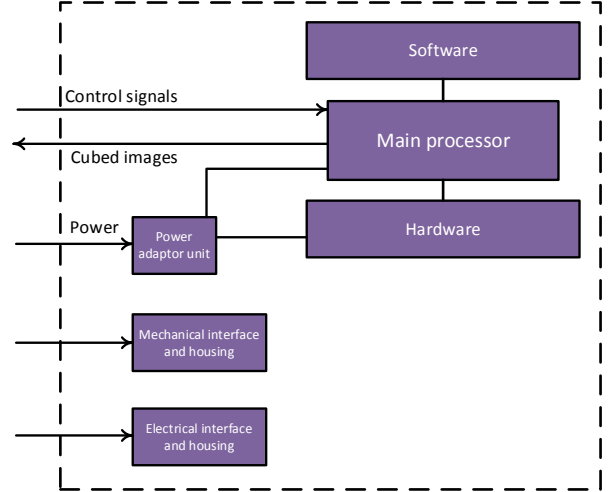 Software
Control signals
Main processor
Cubed images
Power
Hardware
Power
adaptor unit
Mechanical interface
and housing
Electrical interface
and housing